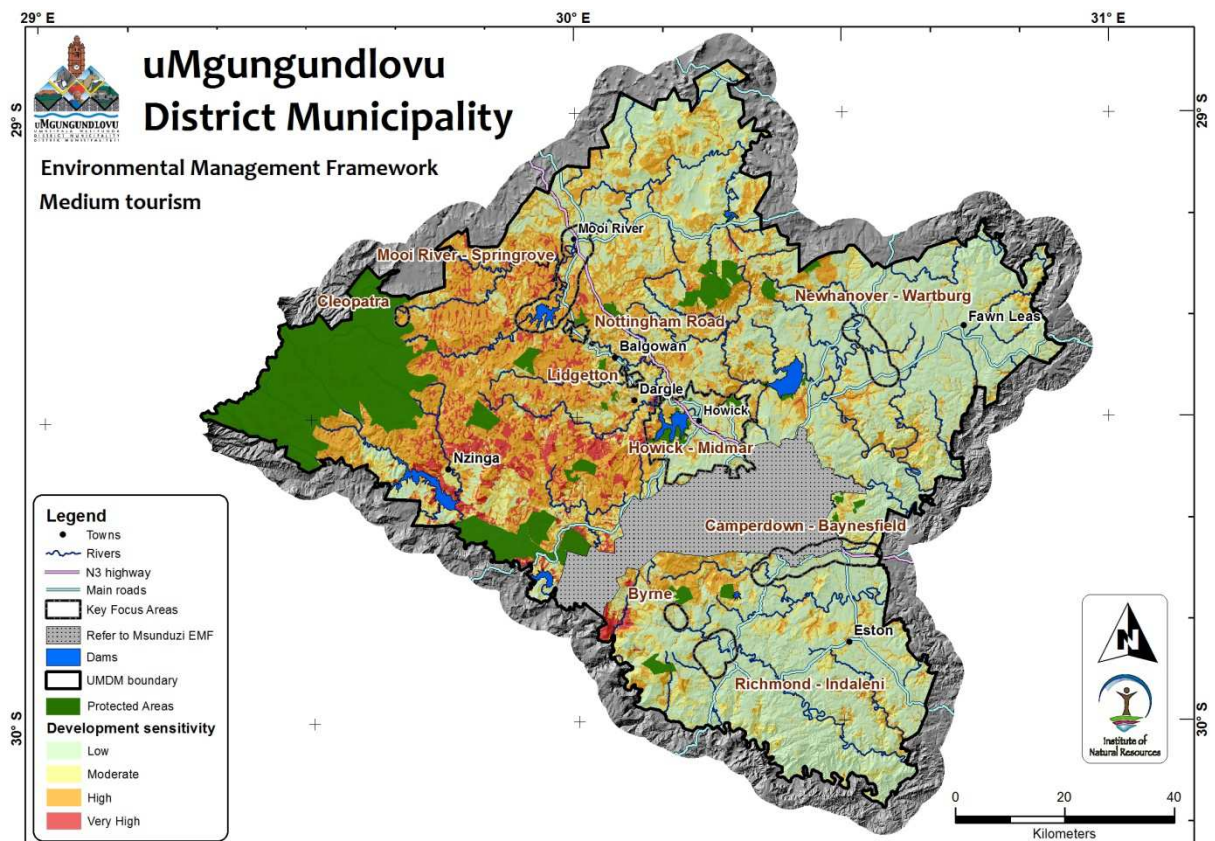 29° E
30° E
31° E
uMgungundlovu
District Municipality
uMGUNGUNDLOVU
Environmental Management Framework
Medium tourism
29° S
29° S
Mooi River
Mooi River - Springrove
Cleopatra
Newhanover - Wartburg
Nottingham Road
Fawn Leas
Balgowan
Lidgetton
Dargle
Howick
Howick - Midmar
Nzinga
Camperdown - Baynesfield
Byrne
Eston
Richmond - Indaleni
Legend
Towns
Rivers
N3 highway
Main roads
Key Focus Areas
Refer to Msunduzi EMF
Dams
UMDM boundary
Protected Areas
Development sensitivity
Low
Moderate
High
Very High
30° S
30° S
N
Institute of
Natural Resources
0 20 40
Kilometers